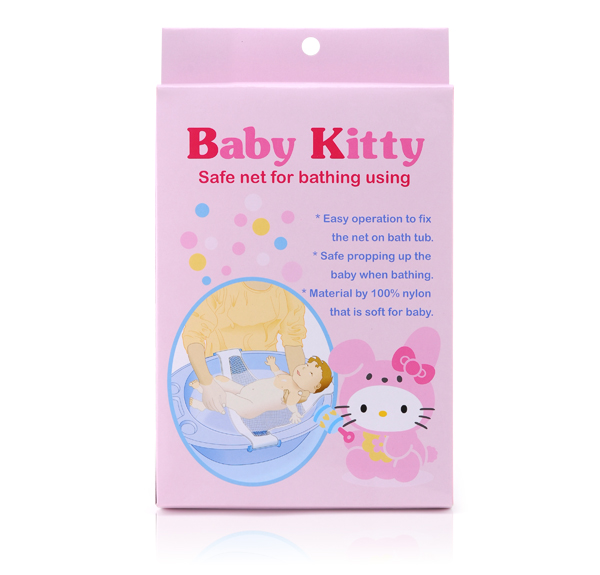 Baby Kitty
Safe net for bathing using
* Easy operation to fix
the net on bath tub.
* Safe propping up the
baby when bathing.
* Material by 100% nylon
that is soft for baby.